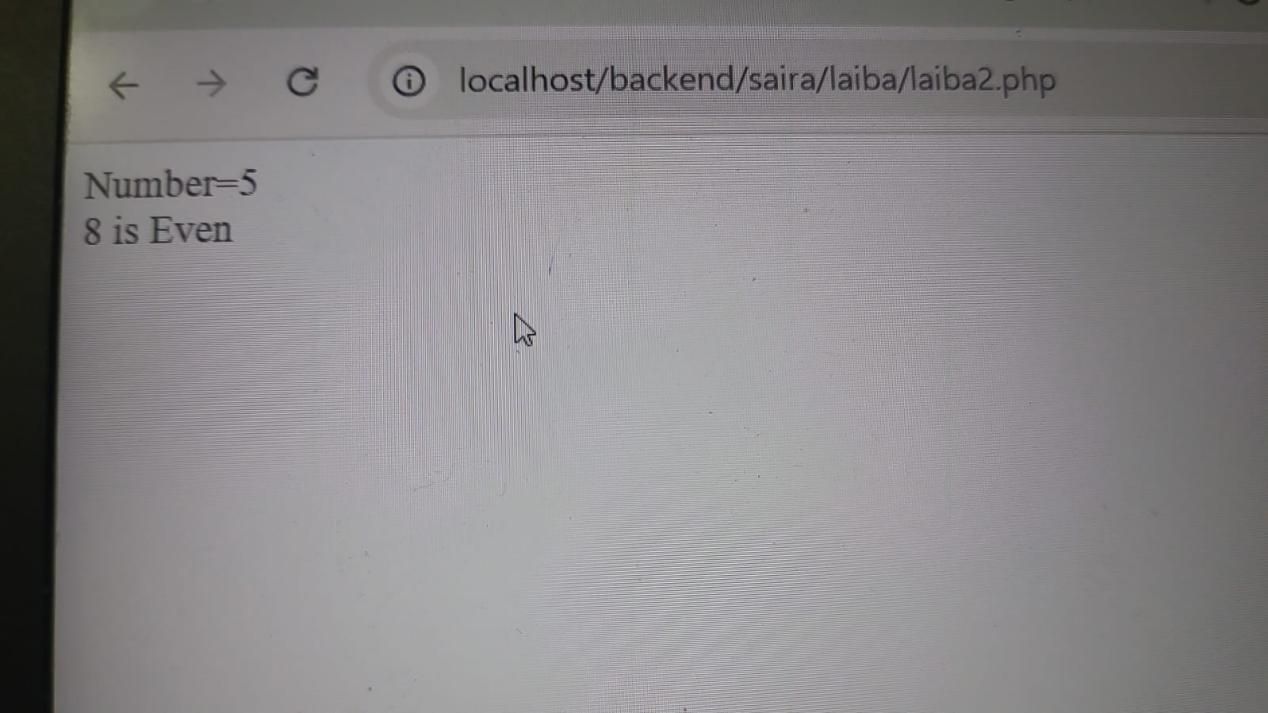 localhost/backend/saira/laiba/laiba2.php
Number=5
8 is Even